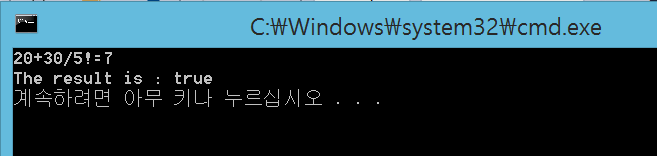 C:₩Windows₩system32₩cmd.exe
20+30/5!=7
The result is : true
계속하려면 아무 키나 누르십시오 . . .